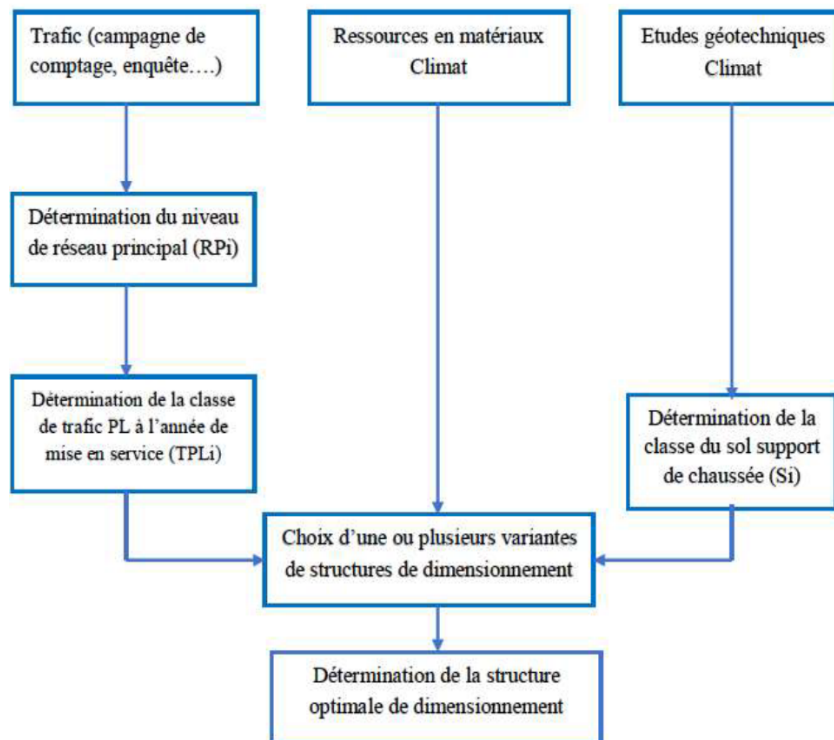 Trafic (campagne de
comptage, enquête….)
Ressources en matériaux
Climat
Etudes géotechniques
Climat
Détermination du niveau
de réseau principal (RPi)
Détermination de la classe
de trafic PL à l’année de
mise en service (TPLi)
Détermination de la
classe du sol support
de chaussée (Si)
Choix d’une ou plusieurs variantes
de structures de dimensionnement
Détermination de la structure
optimale de dimensionnement